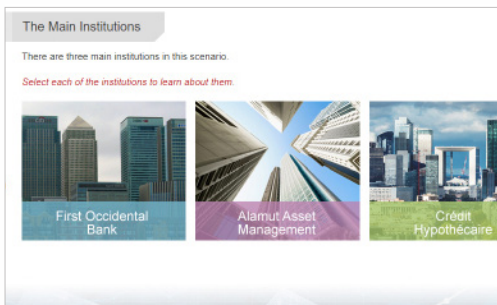 The Main Institutions
There are three main institutions in this scenario.
Select each of the institutions to learn about them.
First Occidental
Bank
Alamut Asset
Management
Crédit
Hypothécaire